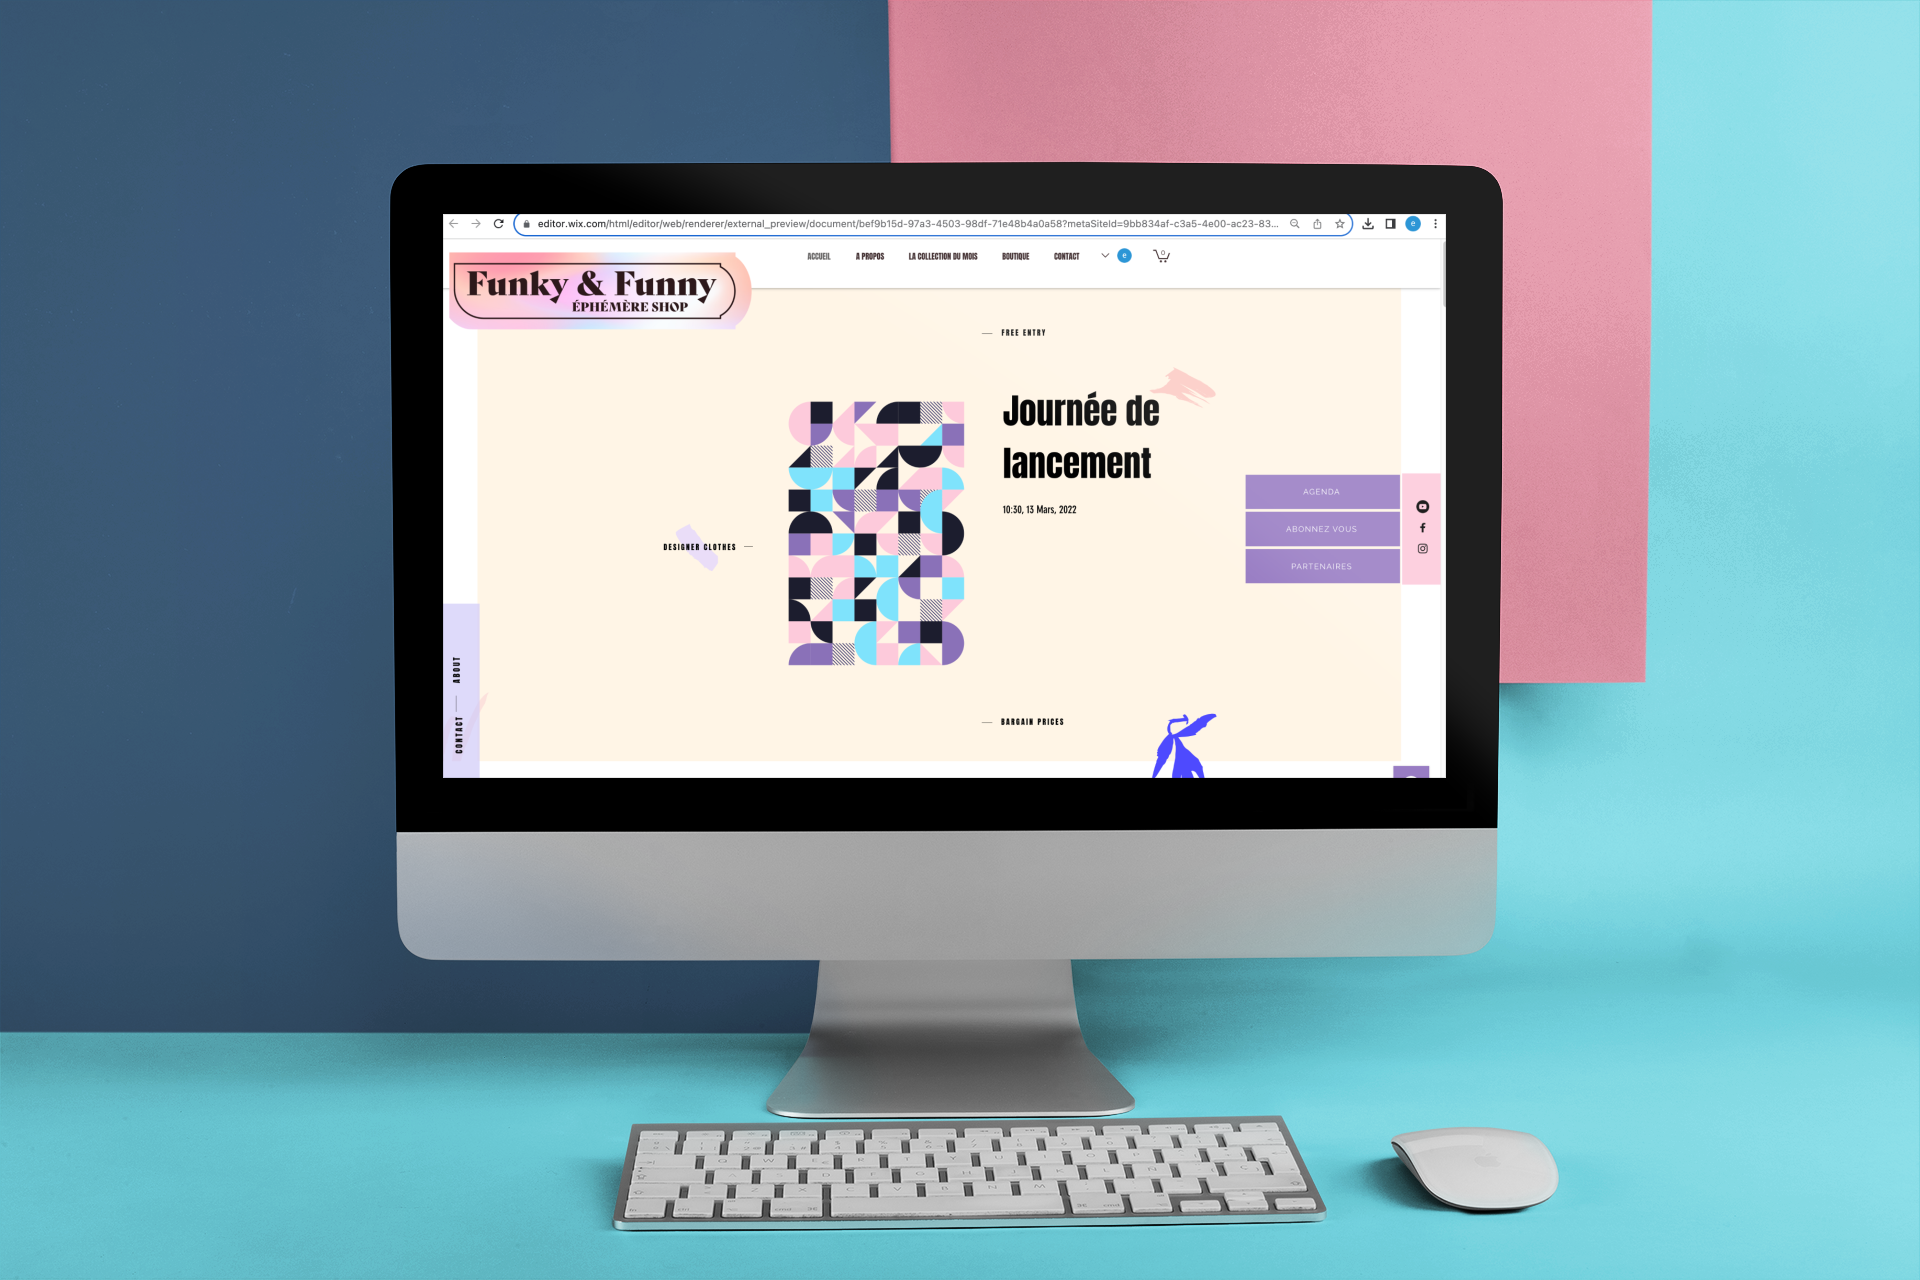 editor.wix.com/html/editor/web/renderer/external_preview/document/bef9b15d-97a3-4503-98df-71e48b4a0a58?metaSiteId=9bb834af-c3a5-4e00-ac23-83...
e
ACCUEIL A PROPOS LA COLLECTION DU MOIS BOUTIQUE CONTACT e 0
Funky & Funny
ÉPHÉMÈRE SHOP
FREE ENTRY
Journée de
lancement
10:30, 13 Mars, 2022
AGENDA
ABONNEZ VOUS
PARTENAIRES
DESIGNER CLOTHES
ABOUT
CONTACT
BARGAIN PRICES